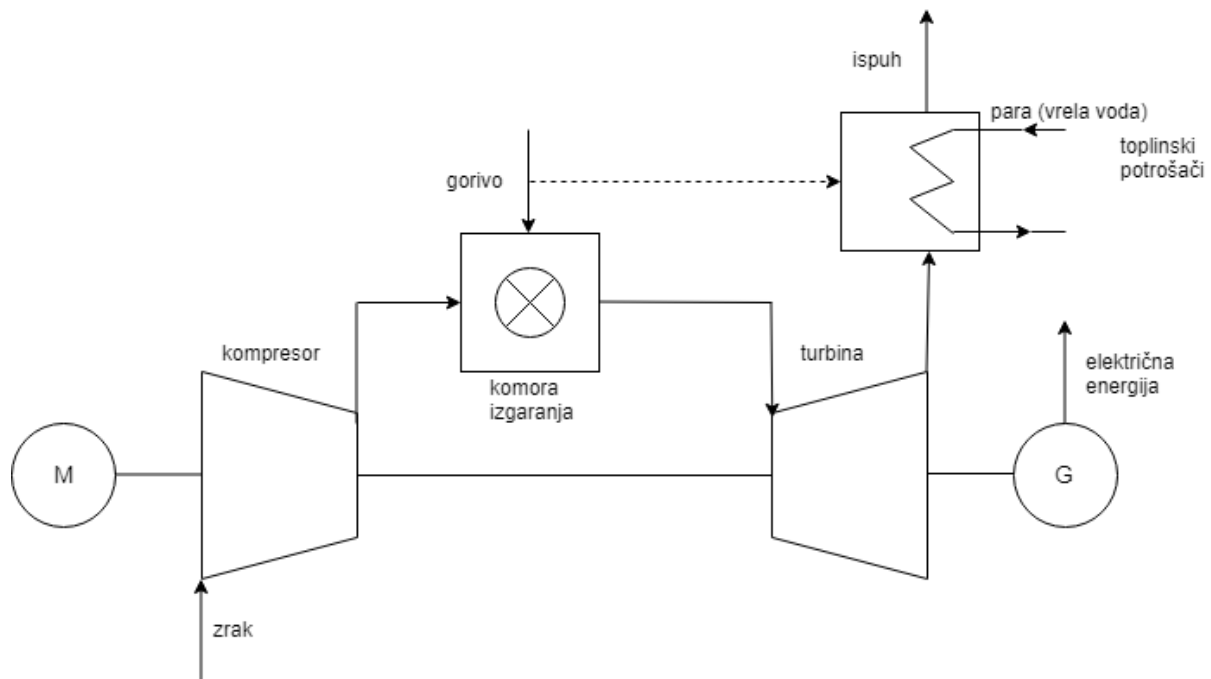 ispuh
para (vrela voda)
toplinski
potrošači
gorivo
kompresor
komora
izgaranja
turbina
električna
energija
M
G
zrak